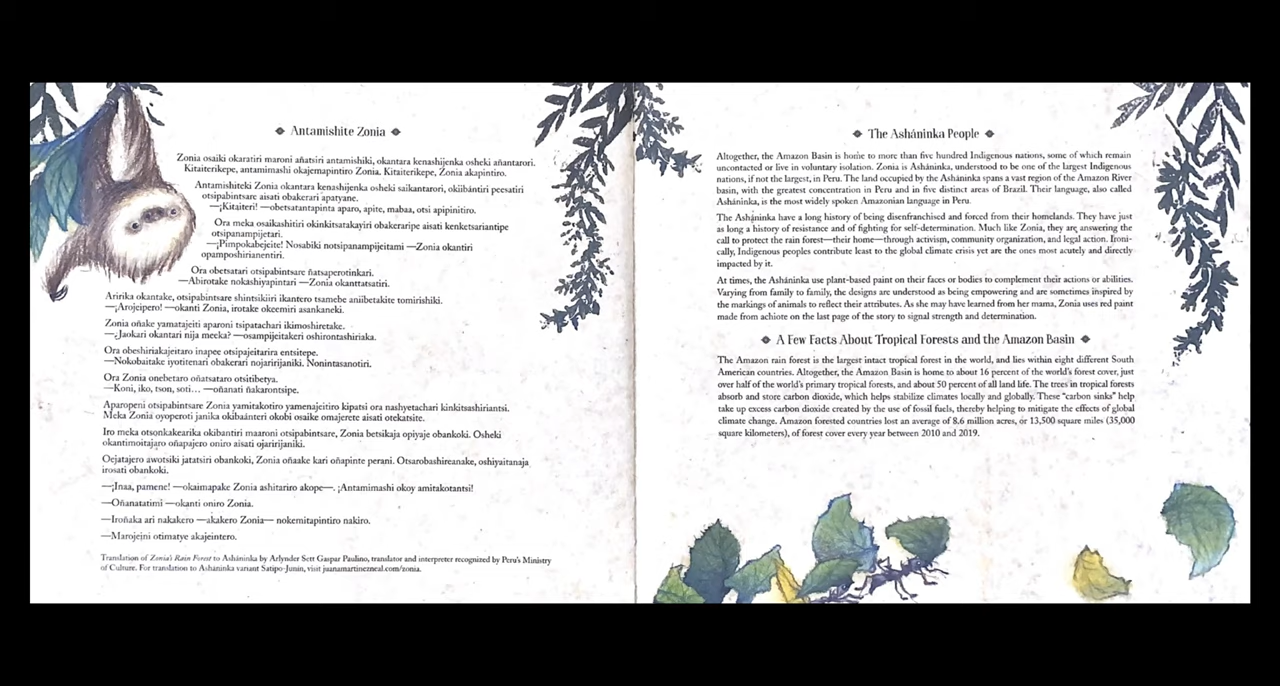 Antamishite Zonia
Zonia osaiki okaratiri maroni añatsiri antamishiki, okantara kenashijenka osheki añantarori.
Kitaiterikepe, antamimashi okajemapintiro Zonia. Kitaiterikepe, Zonia akapintiro.
Antamishiteki Zonia okantara kenashijenka osheki saikantarori, okiibántiri peesatiri
otsipabintsare aisati obakerari apatyane.
—¡Kitaiteri! —obetsatantapinta aparo, apite, mabaa, otsi apipinitiro.
Ora meka osaikashitiri okinkitsatakayiri obakeraripe aisati kenketsariantipe
otsipanampijetari.
—¡Pimpokabejeite! Nosabiki notsipanampijeitami —Zonia okantiri
opamposhirianentiri.
Ora obetsatari otsipabintsare ñatsaperotinkari.
—Abirotake nokashiyapintari —Zonia okanttatsatiri.
Aririka okantake, otsipabintsare shintsikiiri ikantero tsamebe aniibetakite tomirishiki.
—¡Arojeipero! —okanti Zonia, irotake okeemiri asankaneki.
Zonia oñake yamatajeiti aparoni tsipatachari ikimoshiretake.
—¿Jaokari okantari nija meeka? —osampijeitakeri oshirontashiriaka.
Ora obeshiriakajeitaro inapee otsipajeitarira entsitepe.
—Nokobaitake iyotitenari obakerari nojaririjaniki. Nonintasanotiri.
Ora Zonia onebetaro oñatsataro otsitibetya.
—Koni, iko, tson, soti… —oñanati ñakarontsipe.
Aparopeni otsipabintsare Zonia yamitakotiro yamenajeitiro kipatsi ora nashyetachari kinkitsashiriantsi.
Meka Zonia oyoperoti janika okibaánteri okobi osaike omajerete aisati otekatsite.
Iro meka otsonkakearika okibantiri maaroni otsipabintsare, Zonia betsikaja opiyaje obankoki. Osheki
okantimoitajaro oñapajero oniro aisati ojaririjaniki.
Oejatajero awotsiki jatatsiri obankoki, Zonia oñaake kari oñapinte perani. Otsarobashireanake, oshiyaitanaja
irosati obankoki.
—¡Inaa, pamene! —okaimapake Zonia ashitariro akope—. ¡Antamimashi okoy amitakotantsi!
—Oñanatatimi —okanti oniro Zonia.
—Iroñaka ari nakakero —akakero Zonia— nokemitapintiro nakiro.
—Marojeini otimatye akajeintero.
Translation of Zonia's Rain Forest to Asháninka by Arlynder Sett Gaspar Paulino, translator and interpreter recognized by Peru's Ministry
of Culture. For translation to Asháninka variant Satipo-Junín, visit juanamartinezneal.com/zonia.
The Asháninka People
Altogether, the Amazon Basin is home to more than five hundred Indigenous nations, some of which remain
uncontacted or live in voluntary isolation. Zonia is Asháninka, understood to be one of the largest Indigenous
nations, if not the largest, in Peru. The land occupied by the Asháninka spans a vast region of the Amazon River
basin, with the greatest concentration in Peru and in five distinct areas of Brazil. Their language, also called
Asháninka, is the most widely spoken Amazonian language in Peru.
The Asháninka have a long history of being disenfranchised and forced from their homelands. They have just
as long a history of resistance and of fighting for self-determination. Much like Zonia, they are answering the
call to protect the rain forest—their home—through activism, community organization, and legal action. Ironi-
cally, Indigenous peoples contribute least to the global climate crisis yet are the ones most acutely and directly
impacted by it.
At times, the Asháninka use plant-based paint on their faces or bodies to complement their actions or abilities.
Varying from family to family, the designs are understood as being empowering and are sometimes inspired by
the markings of animals to reflect their attributes. As she may have learned from her mama, Zonia uses red paint
made from achiote on the last page of the story to signal strength and determination.
A Few Facts About Tropical Forests and the Amazon Basin
The Amazon rain forest is the largest intact tropical forest in the world, and lies within eight different South
American countries. Altogether, the Amazon Basin is home to about 16 percent of the world's forest cover, just
over half of the world's primary tropical forests, and about 50 percent of all land life. The trees in tropical forests
absorb and store carbon dioxide, which helps stabilize climates locally and globally. These "carbon sinks" help
take up excess carbon dioxide created by the use of fossil fuels, thereby helping to mitigate the effects of global
climate change. Amazon forested countries lost an average of 8.6 million acres, or 13,500 square miles (35,000
square kilometers), of forest cover every year between 2010 and 2019.